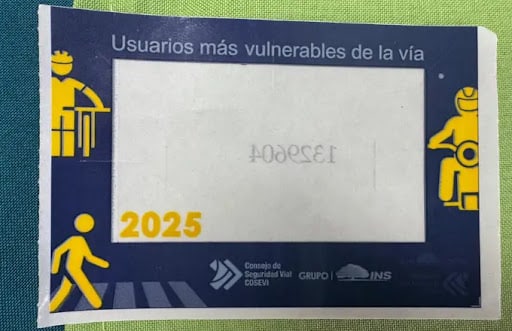 Usuarios más vulnerables de la vía
1329604
2025
Consejo de
Seguridad Vial
COSEVI
GRUPO INS